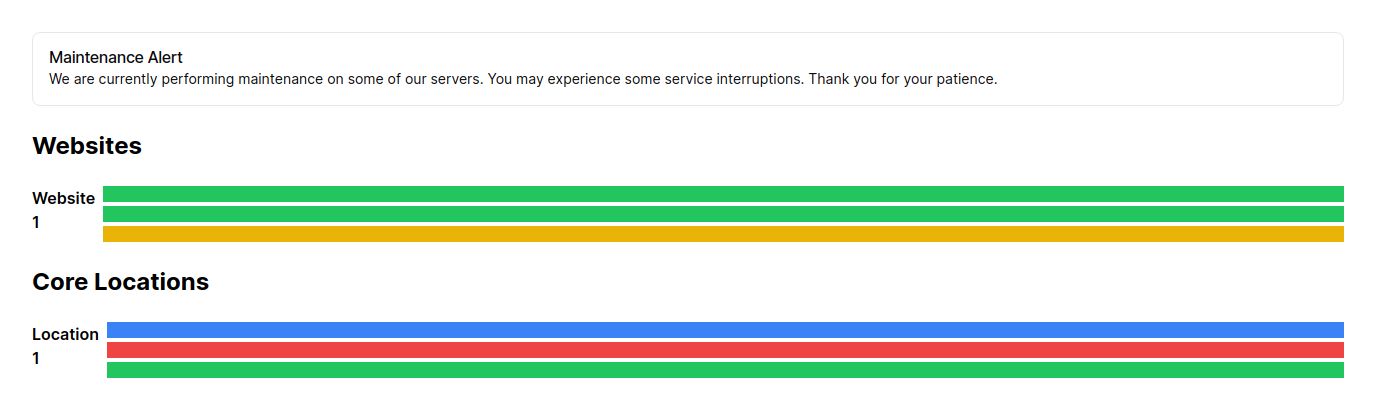 Maintenance Alert
We are currently performing maintenance on some of our servers. You may experience some service interruptions. Thank you for your patience.
Websites
Website
1
Core Locations
Location
1